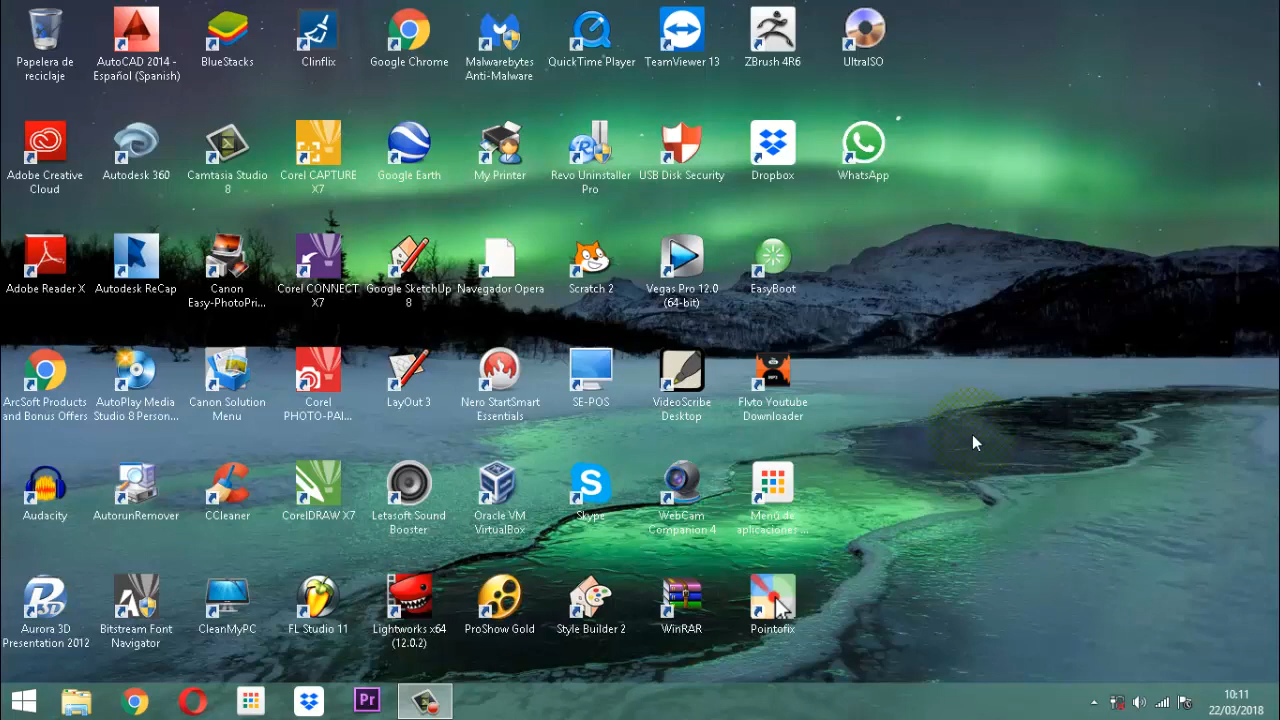 Papelera de
reciclaje
AutoCAD 2014 -
Español (Spanish)
BlueStacks
Clinflix
Google Chrome
Malwarebytes
Anti-Malware
QuickTime Player
TeamViewer 13
ZBrush 4R6
UltraISO
Adobe Creative
Cloud
Autodesk 360
Camtasia Studio
8
Corel CAPTURE
X7
Google Earth
My Printer
Revo Uninstaller
Pro
USB Disk Security
Dropbox
WhatsApp
Adobe Reader X
Autodesk ReCap
Canon
Easy-PhotoPri...
Corel CONNECT
X7
Google SketchUp
8
Navegador Opera
Scratch 2
Vegas Pro 12.0
(64-bit)
EasyBoot
ArcSoft Products
and Bonus Offers
AutoPlay Media
Studio 8 Person...
Canon Solution
Menu
Corel
PHOTO-PAI...
LayOut 3
Nero StartSmart
Essentials
SE-POS
VideoScribe
Desktop
Flvto Youtube
Downloader
Audacity
AutorunRemover
CCleaner
CorelDRAW X7
Letasoft Sound
Booster
Oracle VM
VirtualBox
Skype
WebCam
Companion 4
Menú de
aplicaciones ...
Aurora 3D
Presentation 2012
Bitstream Font
Navigator
CleanMyPC
FL Studio 11
Lightworks x64
(12.0.2)
ProShow Gold
Style Builder 2
WinRAR
Pointofix
Pr
10:11
22/03/2018